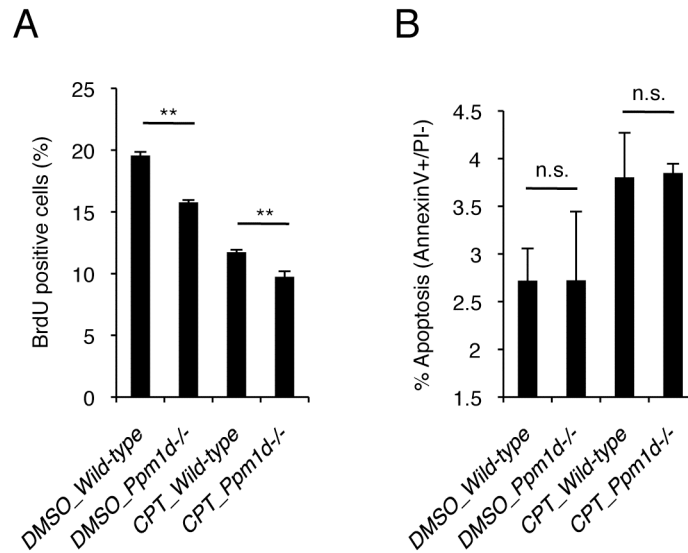 A
BrdU positive cells (%)
25
20
15
10
5
0
**
**
DMSO_Wild-type
DMSO_Ppm1d-/-
CPT_Wild-type
CPT_Ppm1d-/-
B
% Apoptosis (AnnexinV+/PI-)
4.5
4
3.5
3
2.5
2
1.5
n.s.
n.s.
DMSO_Wild-type
DMSO_Ppm1d-/-
CPT_Wild-type
CPT_Ppm1d-/-